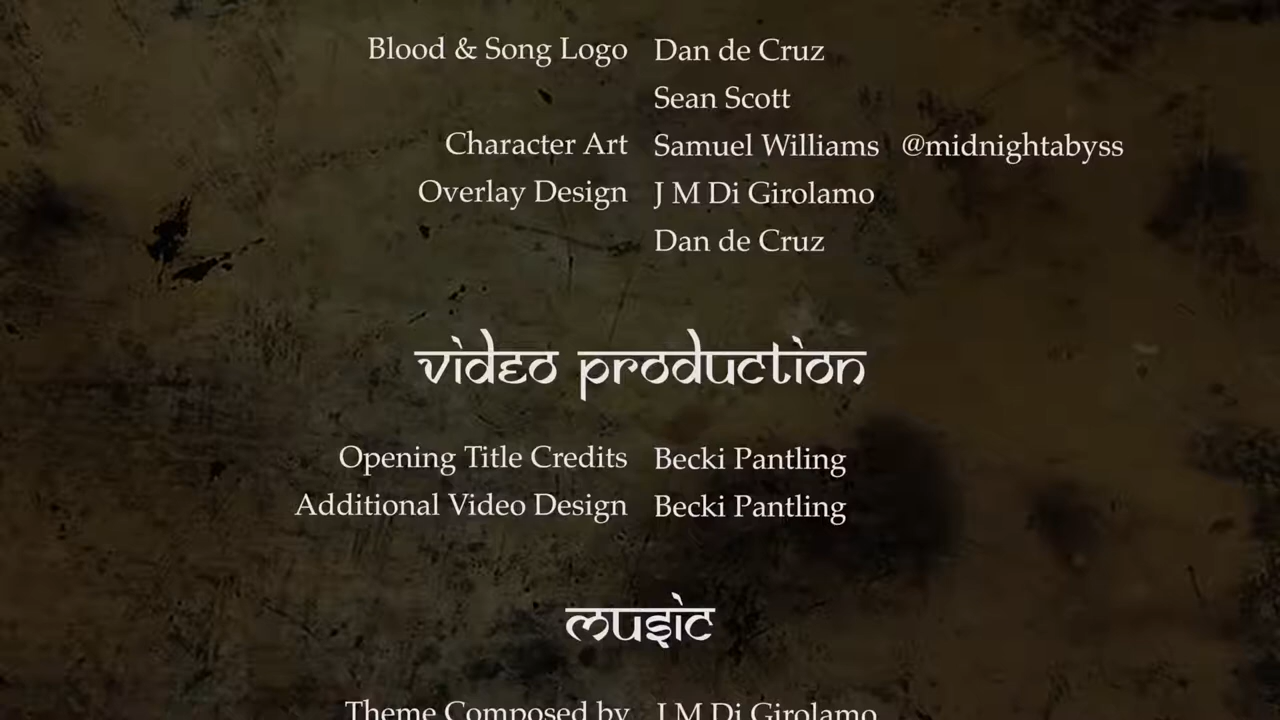 Blood & Song Logo Dan de Cruz
Sean Scott
Character Art Samuel Williams @midnightabyss
Overlay Design J M Di Girolamo
Dan de Cruz
video production
Opening Title Credits Becki Pantling
Additional Video Design Becki Pantling
music
Theme Composed by J M Di Girolamo